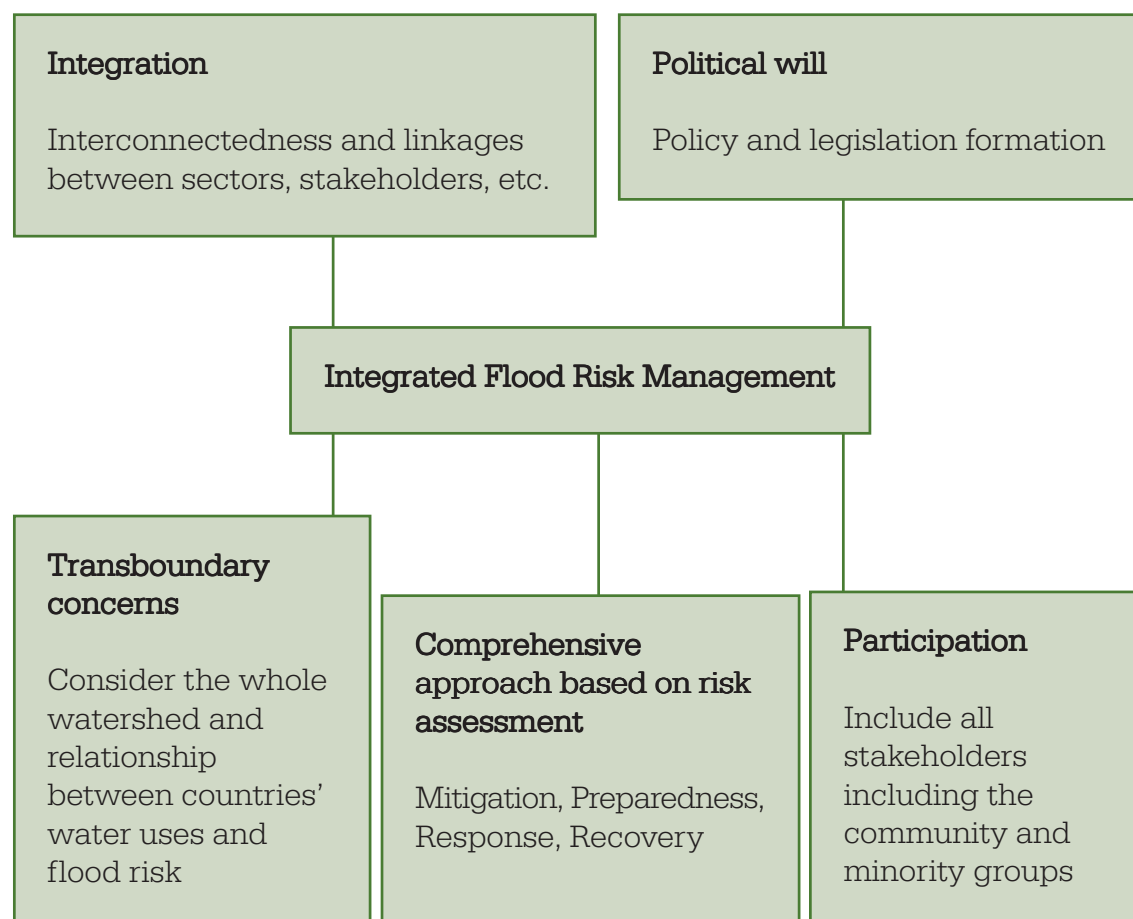 Integration
Interconnectedness and linkages
between sectors, stakeholders, etc.
Political will
Policy and legislation formation
Integrated Flood Risk Management
Transboundary
concerns
Consider the whole
watershed and
relationship
between countries’
water uses and
flood risk
Comprehensive
approach based on risk
assessment
Mitigation, Preparedness,
Response, Recovery
Participation
Include all
stakeholders
including the
community and
minority groups